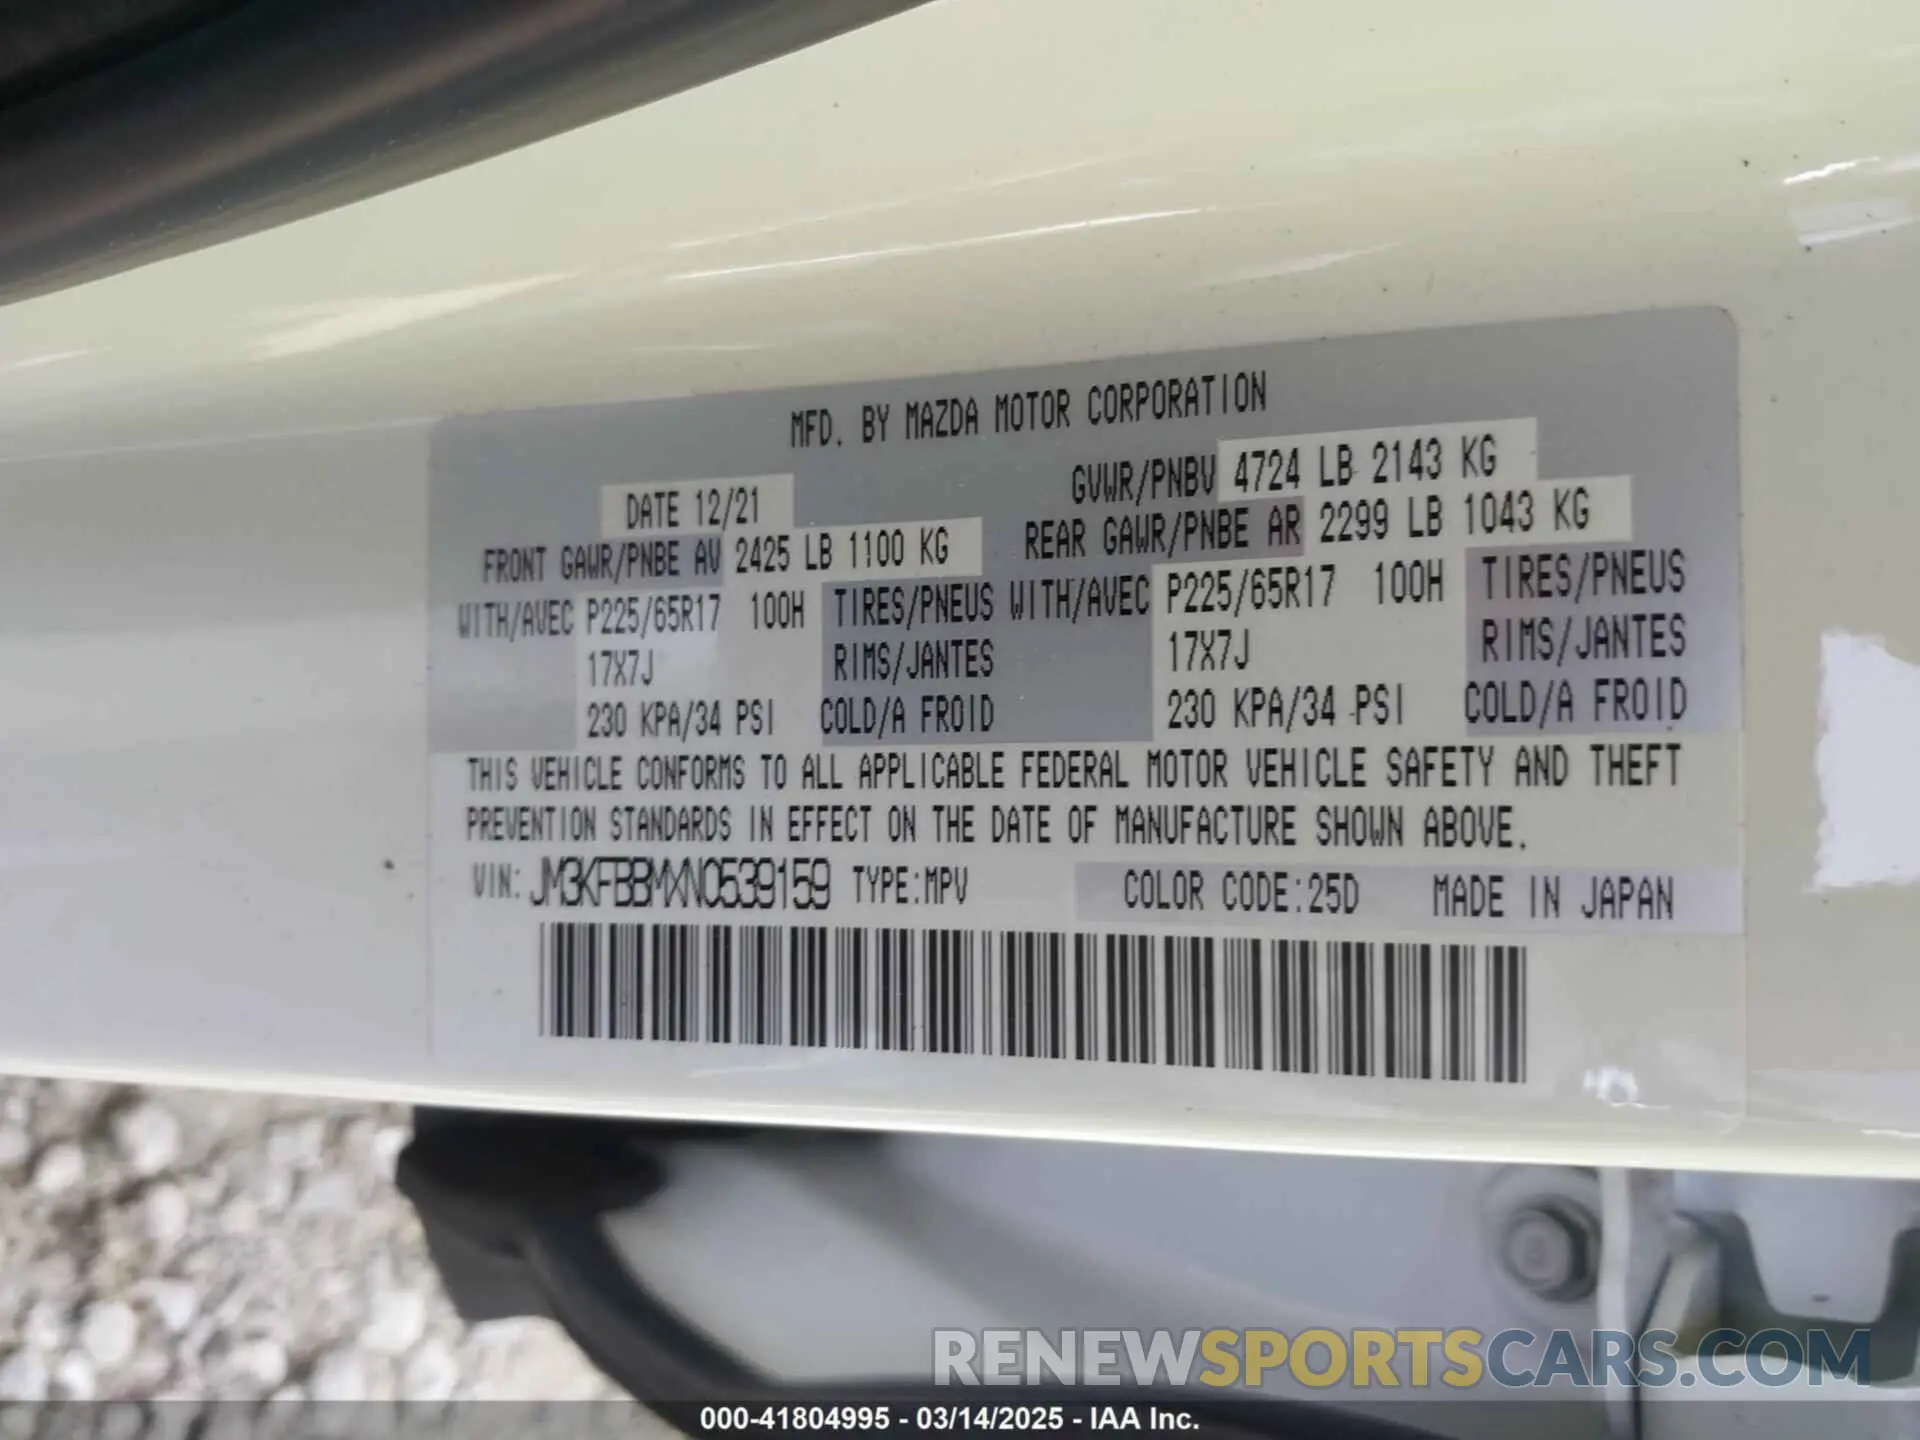 MFD. BY MAZDA MOTOR CORPORATION
DATE 12/21 GVWR/PNBV 4724 LB 2143 KG
FRONT GAWR/PNBE AV 2425 LB 1100 KG REAR GAWR/PNBE AR 2299 LB 1043 KG
WITH/AVEC P225/65R17 100H TIRES/PNEUS WITH/AVEC P225/65R17 100H TIRES/PNEUS
17X7J RIMS/JANTES 17X7J RIMS/JANTES
230 KPA/34 PSI COLD/A FROID 230 KPA/34 PSI COLD/A FROID
THIS VEHICLE CONFORMS TO ALL APPLICABLE FEDERAL MOTOR VEHICLE SAFETY AND THEFT
PREVENTION STANDARDS IN EFFECT ON THE DATE OF MANUFACTURE SHOWN ABOVE.
VIN: JM3KFBBMXN0539159 TYPE:MPV COLOR CODE:25D MADE IN JAPAN
RENEWSPORTSCARS.COM
000-41804995 - 03/14/2025 - IAA Inc.